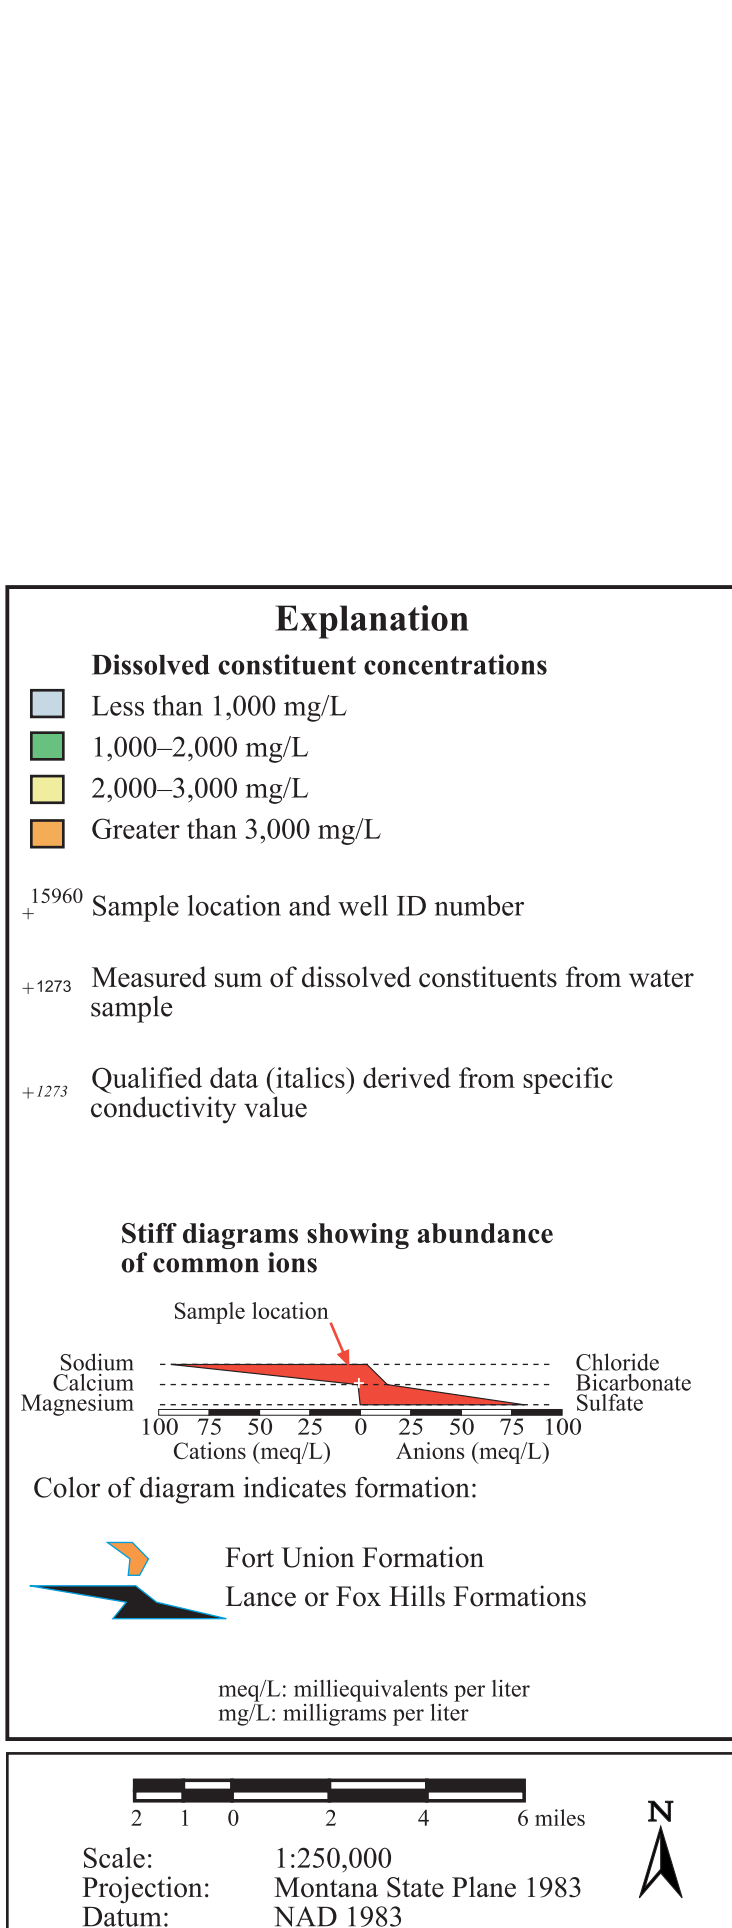 Explanation
Dissolved constituent concentrations
Less than 1,000 mg/L
1,000–2,000 mg/L
2,000–3,000 mg/L
Greater than 3,000 mg/L
+15960 Sample location and well ID number
+1273 Measured sum of dissolved constituents from water
sample
+1273 Qualified data (italics) derived from specific
conductivity value
Stiff diagrams showing abundance
of common ions
Sample location
Sodium Chloride
Calcium Bicarbonate
Magnesium Sulfate
100 75 50 25 0 25 50 75 100
Cations (meq/L) Anions (meq/L)
Color of diagram indicates formation:
Fort Union Formation
Lance or Fox Hills Formations
meq/L: milliequivalents per liter
mg/L: milligrams per liter
2 1 0 2 4 6 miles
N
Scale: 1:250,000
Projection: Montana State Plane 1983
Datum: NAD 1983